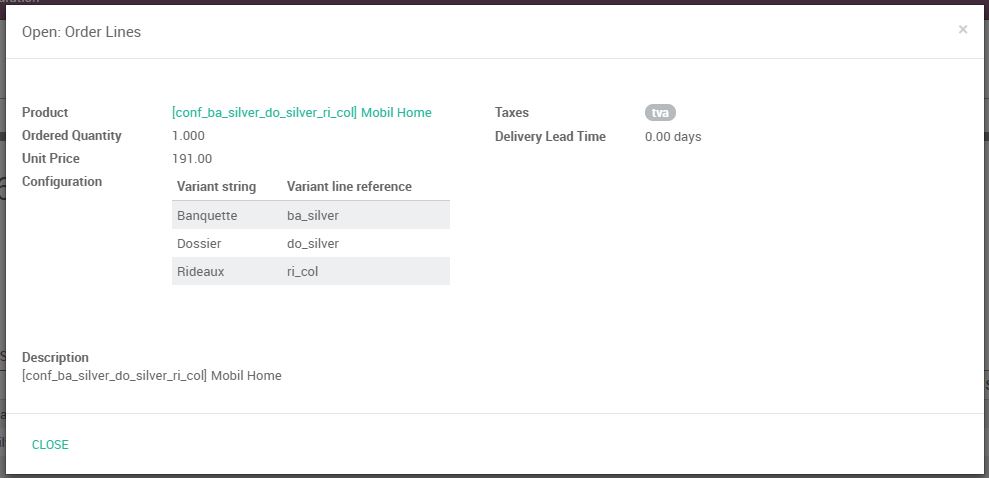 Open: Order Lines ×
Product [conf_ba_silver_do_silver_ri_col] Mobil Home
Ordered Quantity 1.000
Unit Price 191.00
Configuration
Variant string Variant line reference
Banquette ba_silver
Dossier do_silver
Rideaux ri_col
Taxes tva
Delivery Lead Time 0.00 days
Description
[conf_ba_silver_do_silver_ri_col] Mobil Home
CLOSE